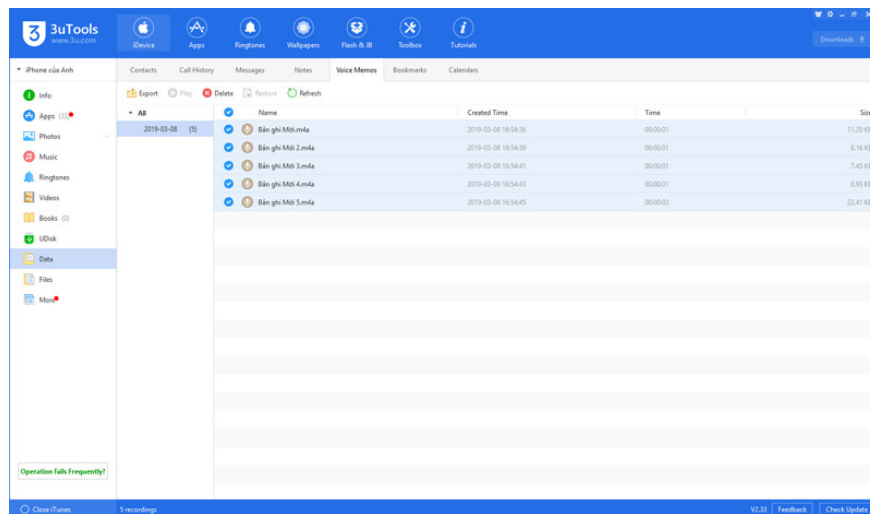 3uTools
www.3u.com
iDevice
Apps
Ringtones
Wallpapers
Flash & JB
Toolbox
Tutorials
Downloads
iPhone của Anh
Contacts
Call History
Messages
Notes
Voice Memos
Bookmarks
Calendars
Info
Apps (33)
Photos
Music
Ringtones
Videos
Books (0)
UDisk
Data
Files
More
Export
Play
Delete
Restore
Refresh
All
2019-03-08 (5)
Name Created Time Time Size
Bản ghi Mới.m4a 2019-03-08 16:54:36 00:00:01 11.20 K
Bản ghi Mới 2.m4a 2019-03-08 16:54:39 00:00:01 8.16 K
Bản ghi Mới 3.m4a 2019-03-08 16:54:41 00:00:01 7.45 K
Bản ghi Mới 4.m4a 2019-03-08 16:54:43 00:00:01 8.93 K
Bản ghi Mới 5.m4a 2019-03-08 16:54:45 00:00:03 22.41 K
Operation Fails Frequently?
Close iTunes
5 recordings
V2.33
Feedback
Check Update